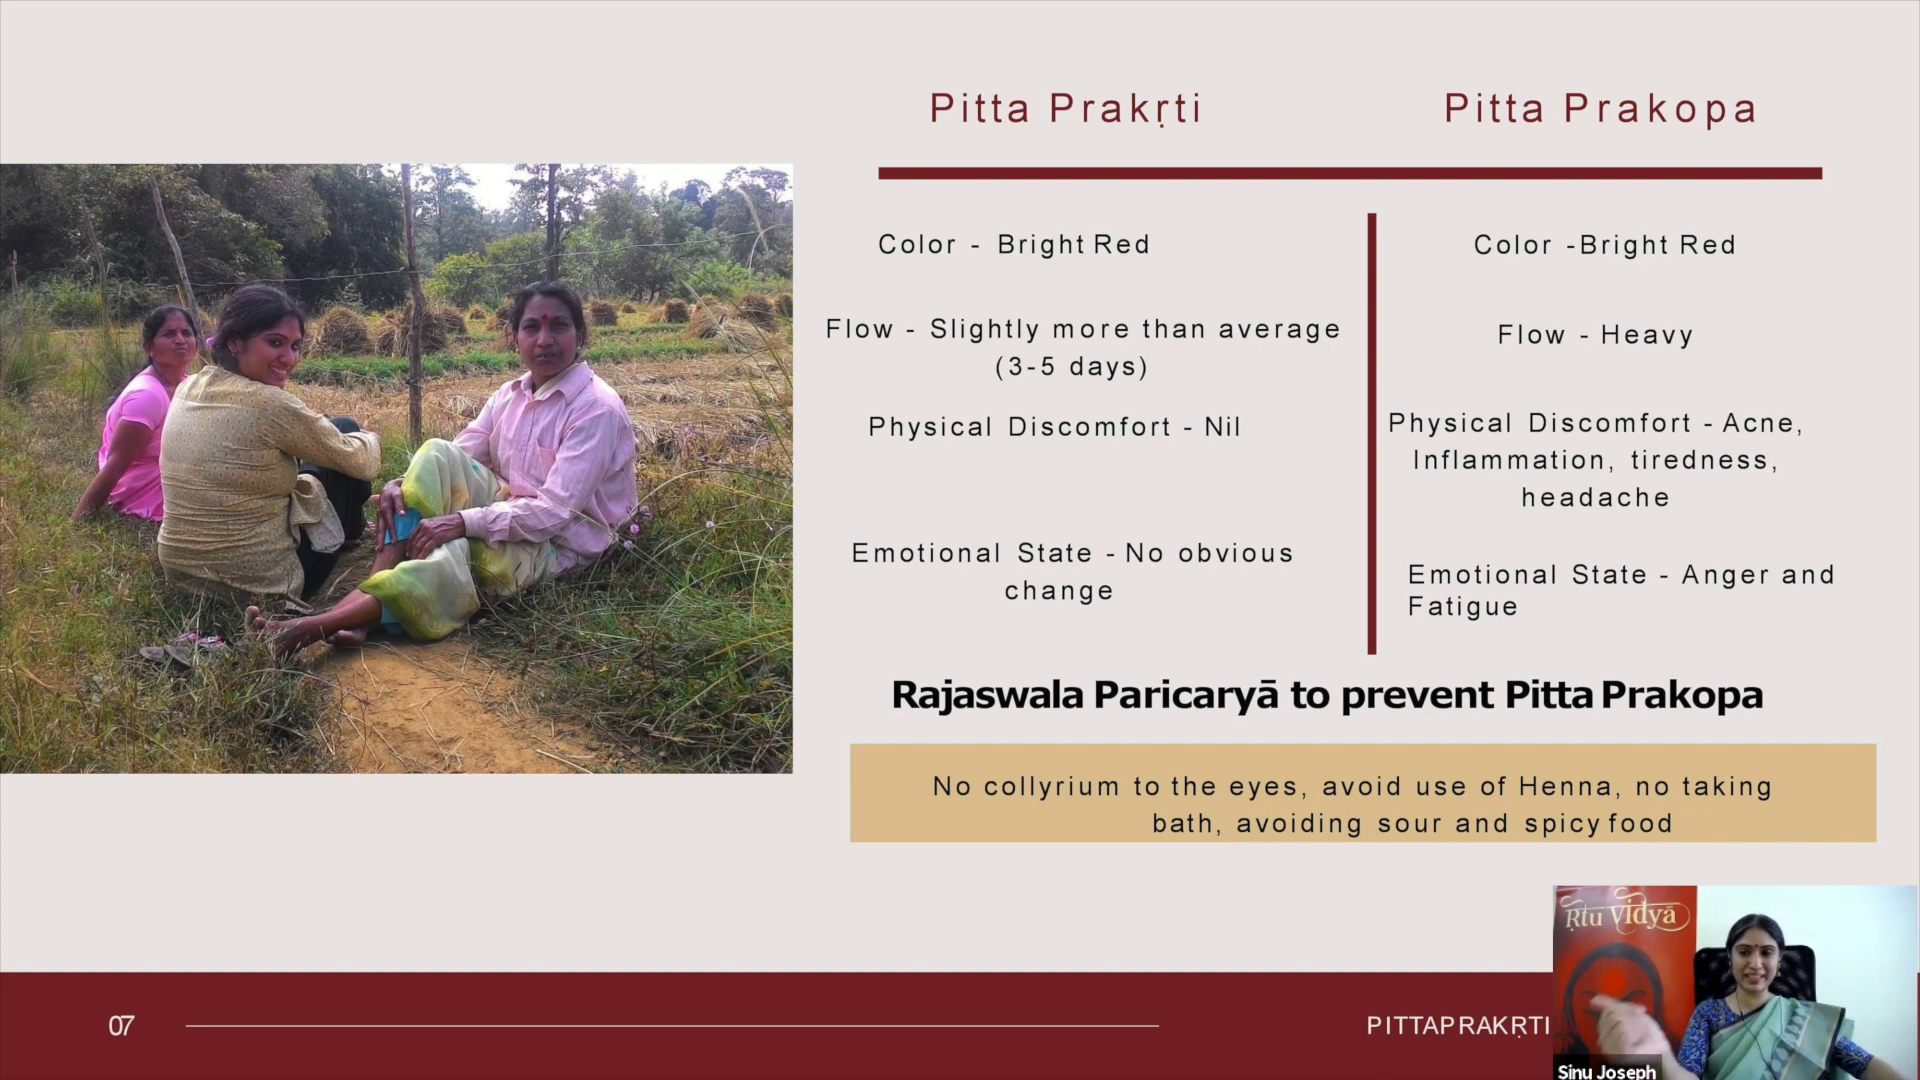 Pitta Prakṛti
Pitta Prakopa
Color - Bright Red
Flow - Slightly more than average
(3-5 days)
Physical Discomfort - Nil
Emotional State - No obvious
change
Color -Bright Red
Flow - Heavy
Physical Discomfort - Acne,
Inflammation, tiredness,
headache
Emotional State - Anger and
Fatigue
Rajaswala Paricaryā to prevent Pitta Prakopa
No collyrium to the eyes, avoid use of Henna, no taking
bath, avoiding sour and spicy food
07
PITTAPRAKṚTI
Ṛtu Vidyā
Sinu Joseph